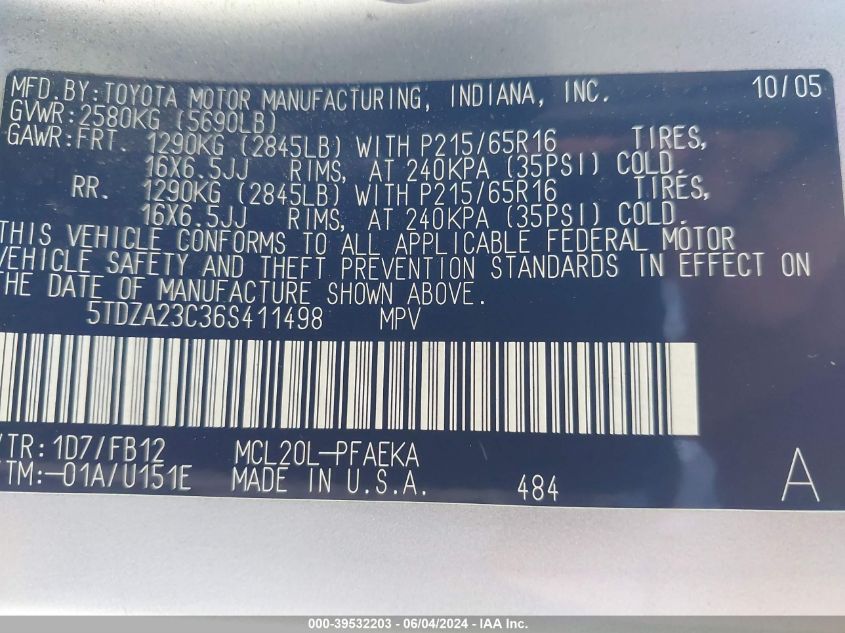 MFD. BY: TOYOTA MOTOR MANUFACTURING, INDIANA, INC. 10/05
GVWR: 2580KG (5690LB)
GAWR: FRT. 1290KG (2845LB) WITH P215/65R16 TIRES,
16X6.5JJ RIMS, AT 240KPA (35PSI) COLD.
RR. 1290KG (2845LB) WITH P215/65R16 TIRES,
16X6.5JJ RIMS, AT 240KPA (35PSI) COLD.
THIS VEHICLE CONFORMS TO ALL APPLICABLE FEDERAL MOTOR
VEHICLE SAFETY AND THEFT PREVENTION STANDARDS IN EFFECT ON
THE DATE OF MANUFACTURE SHOWN ABOVE.
5TDZA23C36S411498 MPV
/TR: 1D7/FB12 MCL20L-PFAEKA
/TM:-01A/U151E MADE IN U.S.A. 484 A
000-39532203 - 06/04/2024 - IAA Inc.